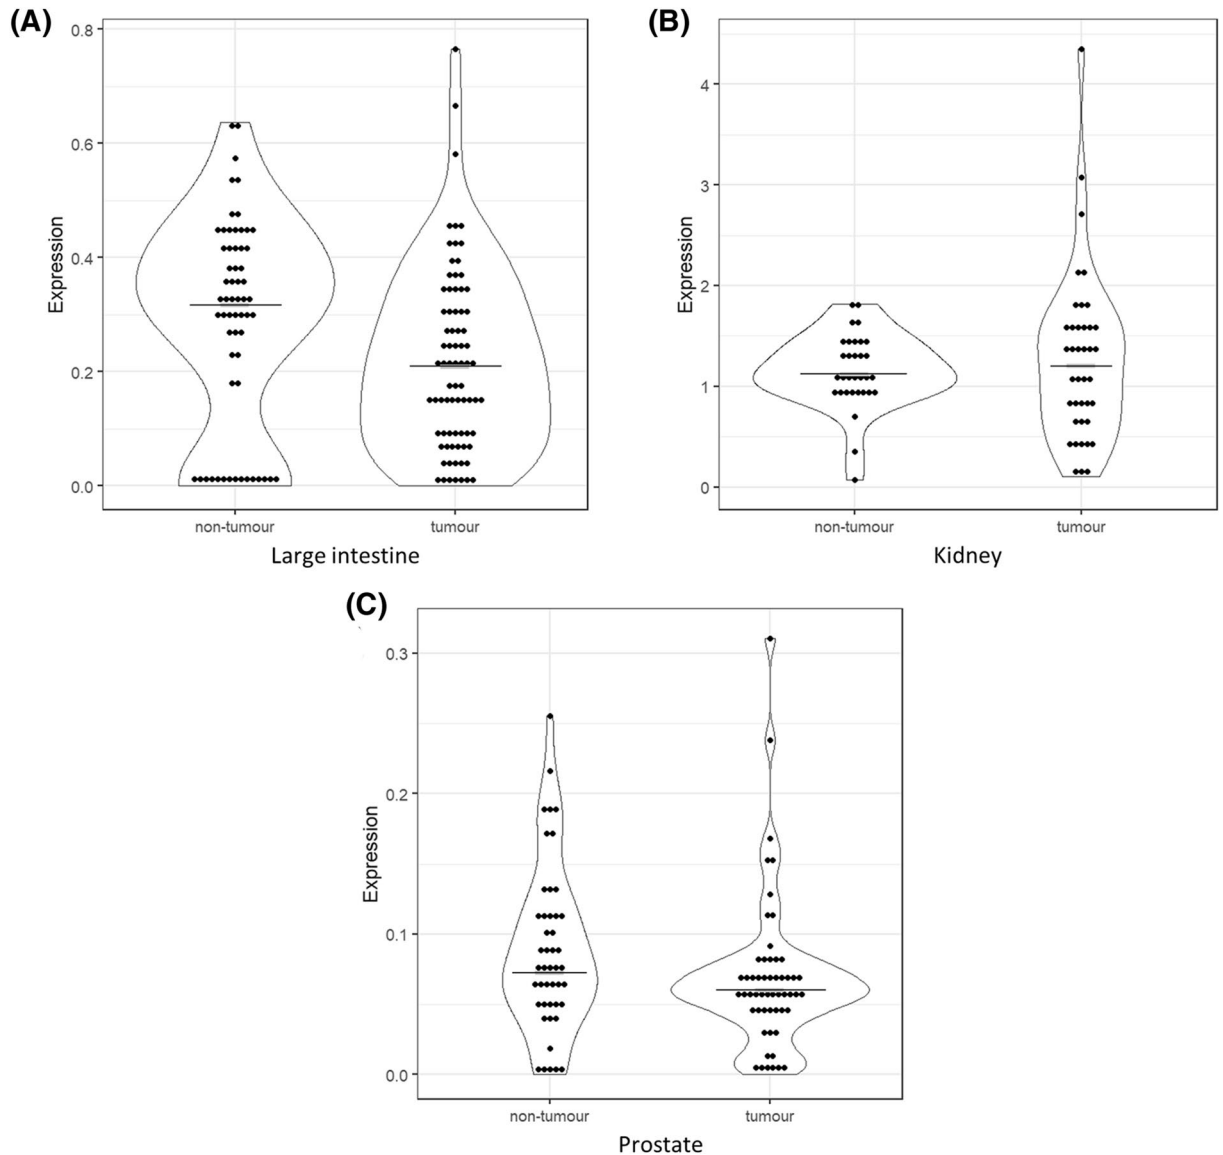 (A)
Expression
0.8
0.6
0.4
0.2
0.0
non-tumour
tumour
Large intestine
(B)
Expression
4
3
2
1
0
non-tumour
tumour
Kidney
(C)
Expression
0.3
0.2
0.1
0.0
non-tumour
tumour
Prostate